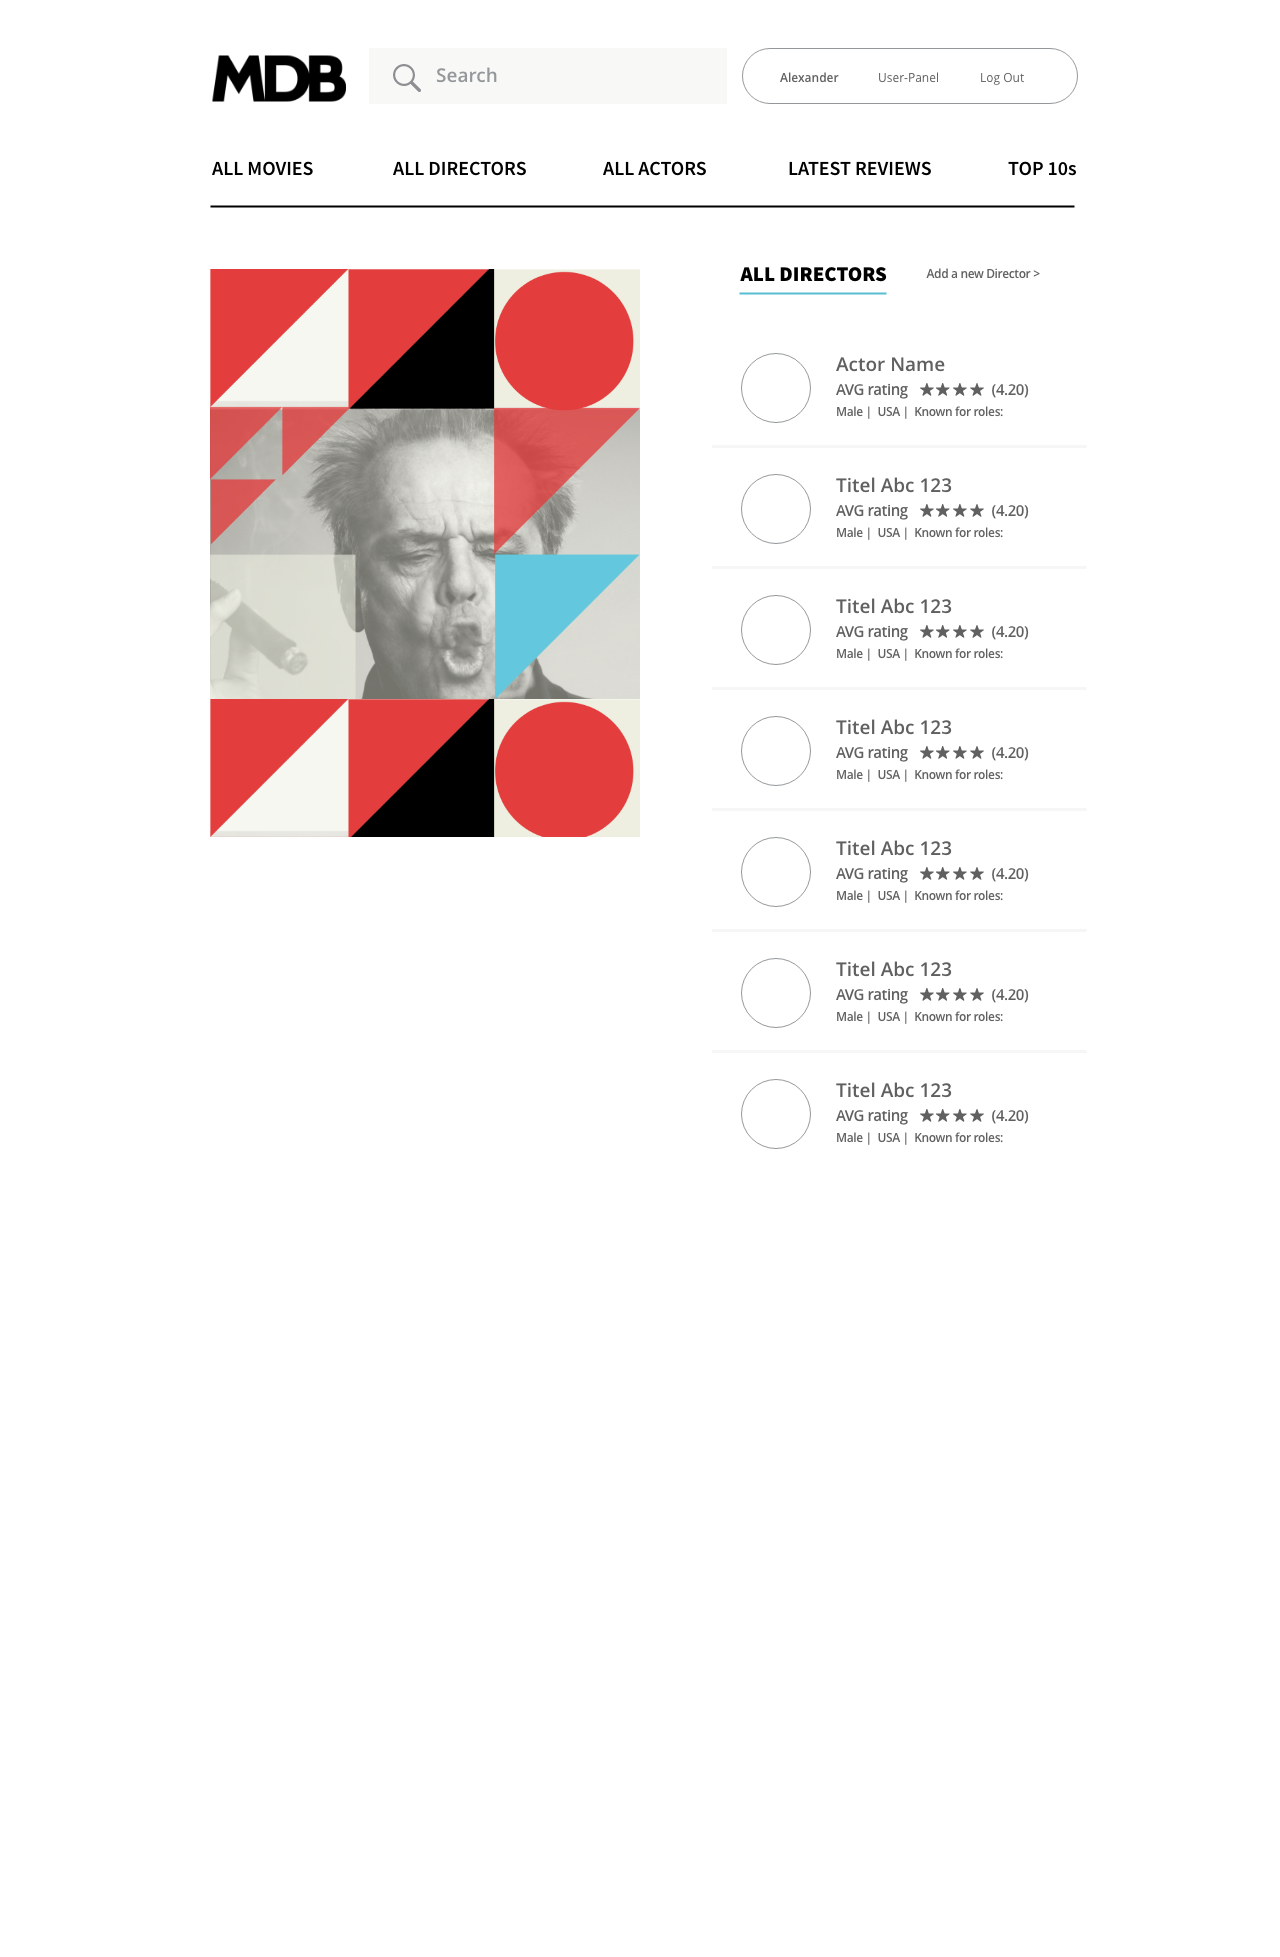 MDB
Search
Alexander User-Panel Log Out
ALL MOVIES ALL DIRECTORS ALL ACTORS LATEST REVIEWS TOP 10s
ALL DIRECTORS Add a new Director >
Actor Name
AVG rating ★★★★ (4.20)
Male | USA | Known for roles:
Titel Abc 123
AVG rating ★★★★ (4.20)
Male | USA | Known for roles:
Titel Abc 123
AVG rating ★★★★ (4.20)
Male | USA | Known for roles:
Titel Abc 123
AVG rating ★★★★ (4.20)
Male | USA | Known for roles:
Titel Abc 123
AVG rating ★★★★ (4.20)
Male | USA | Known for roles:
Titel Abc 123
AVG rating ★★★★ (4.20)
Male | USA | Known for roles:
Titel Abc 123
AVG rating ★★★★ (4.20)
Male | USA | Known for roles: